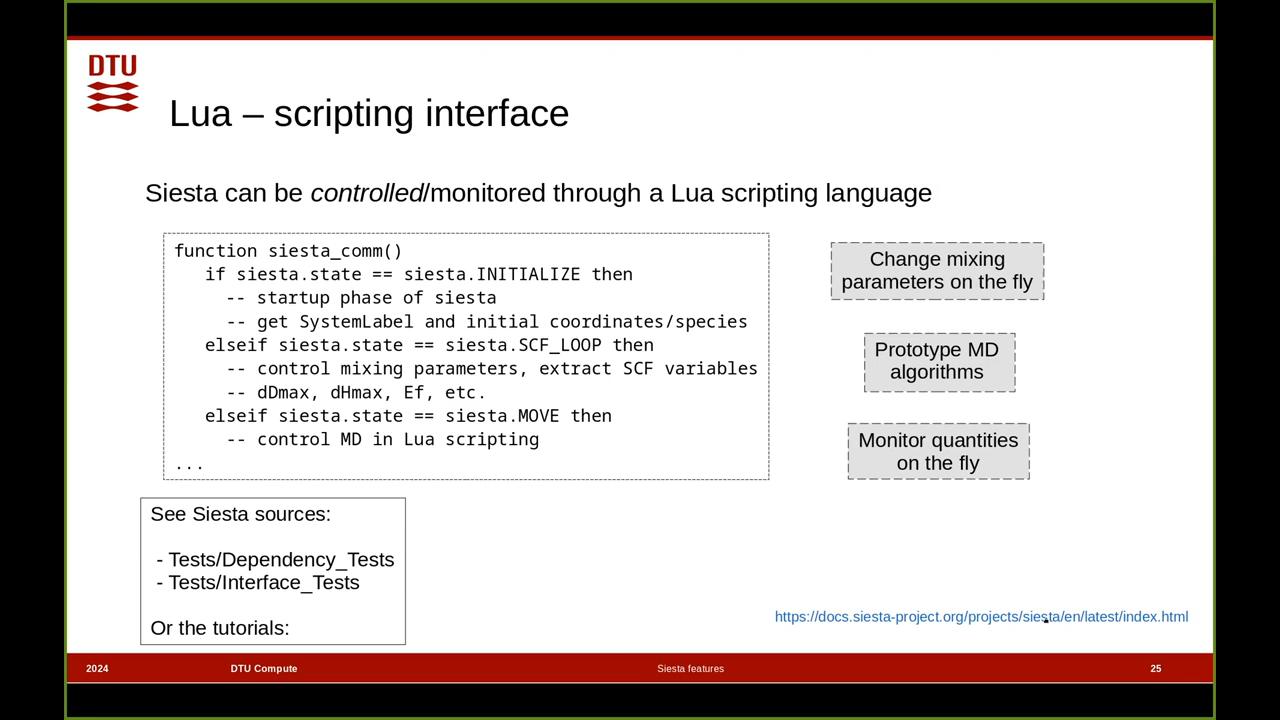 DTU
Lua – scripting interface
Siesta can be controlled/monitored through a Lua scripting language
function siesta_comm()
if siesta.state == siesta.INITIALIZE then
-- startup phase of siesta
-- get SystemLabel and initial coordinates/species
elseif siesta.state == siesta.SCF_LOOP then
-- control mixing parameters, extract SCF variables
-- dDmax, dHmax, Ef, etc.
elseif siesta.state == siesta.MOVE then
-- control MD in Lua scripting
...
Change mixing
parameters on the fly
Prototype MD
algorithms
Monitor quantities
on the fly
See Siesta sources:
- Tests/Dependency_Tests
- Tests/Interface_Tests
Or the tutorials:
https://docs.siesta-project.org/projects/siesta/en/latest/index.html
2024 DTU Compute Siesta features 25